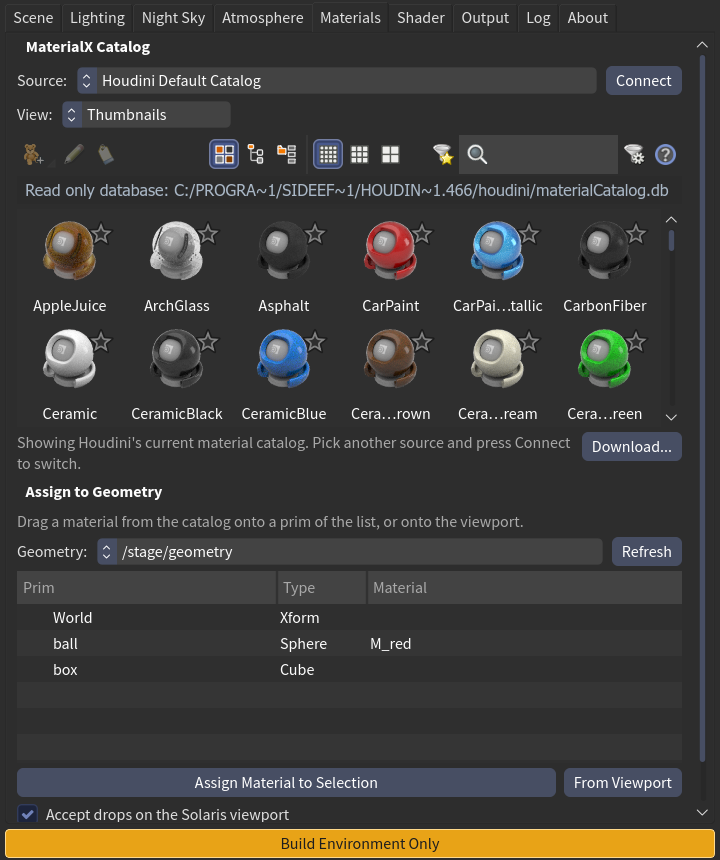 Scene Lighting Night Sky Atmosphere Materials Shader Output Log About
MaterialX Catalog
Source: Houdini Default Catalog Connect
View: Thumbnails
Read only database: C:/PROGRA~1/SIDEEF~1/HOUDIN~1.466/houdini/materialCatalog.db
AppleJuice ArchGlass Asphalt CarPaint CarPai...tallic CarbonFiber
Ceramic CeramicBlack CeramicBlue Cera...rown Cera...ream Cera...reen
Showing Houdini's current material catalog. Pick another source and press Connect
to switch.
Download...
Assign to Geometry
Drag a material from the catalog onto a prim of the list, or onto the viewport.
Geometry: /stage/geometry Refresh
Prim Type Material
World Xform
ball Sphere M_red
box Cube
Assign Material to Selection From Viewport
Accept drops on the Solaris viewport
Build Environment Only